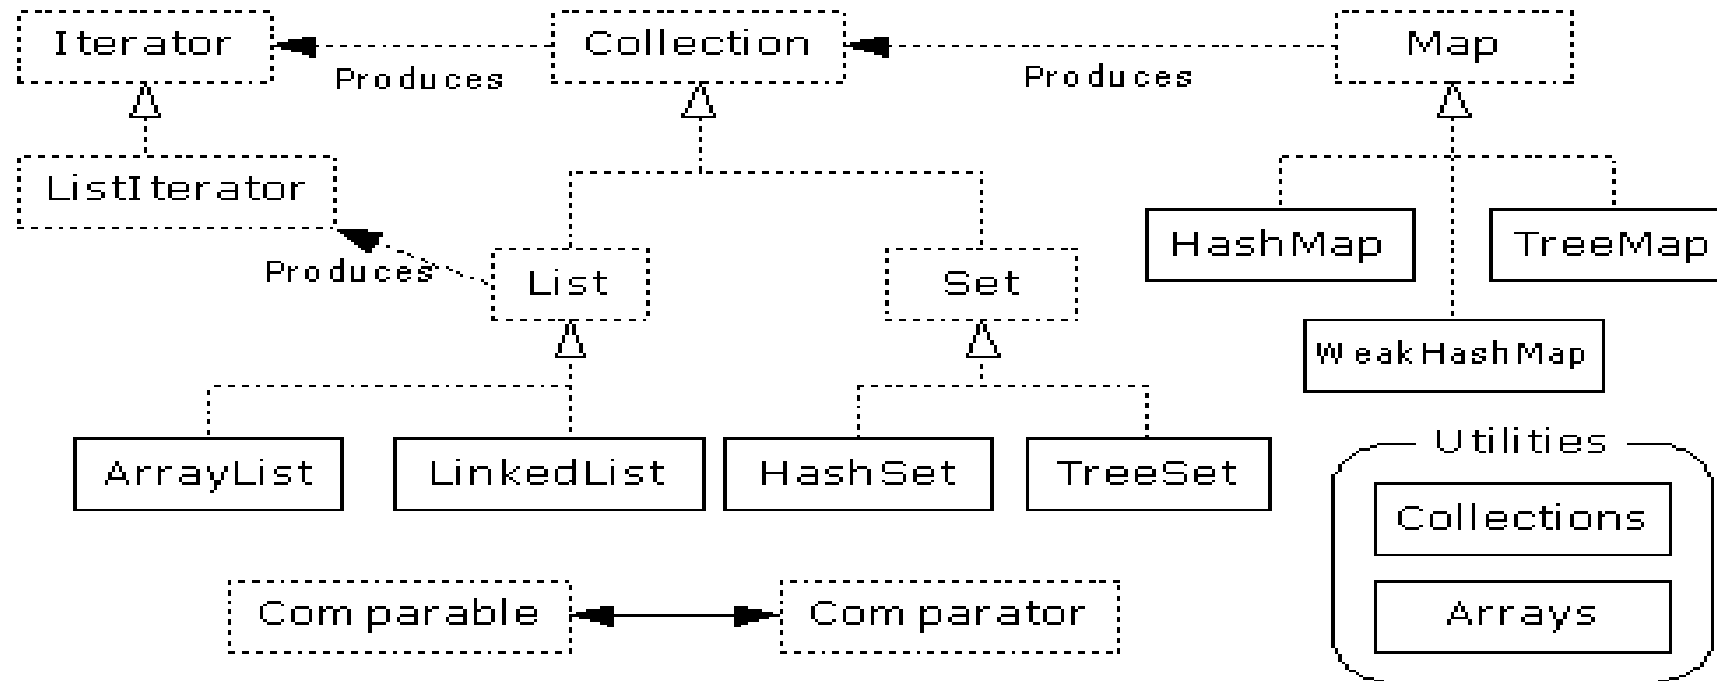 Iterator
Collection
Map
Produces
Produces
ListIterator
HashMap
TreeMap
Produces
List
Set
WeakHashMap
Utilities
ArrayList
LinkedList
HashSet
TreeSet
Collections
Comparable
Comparator
Arrays